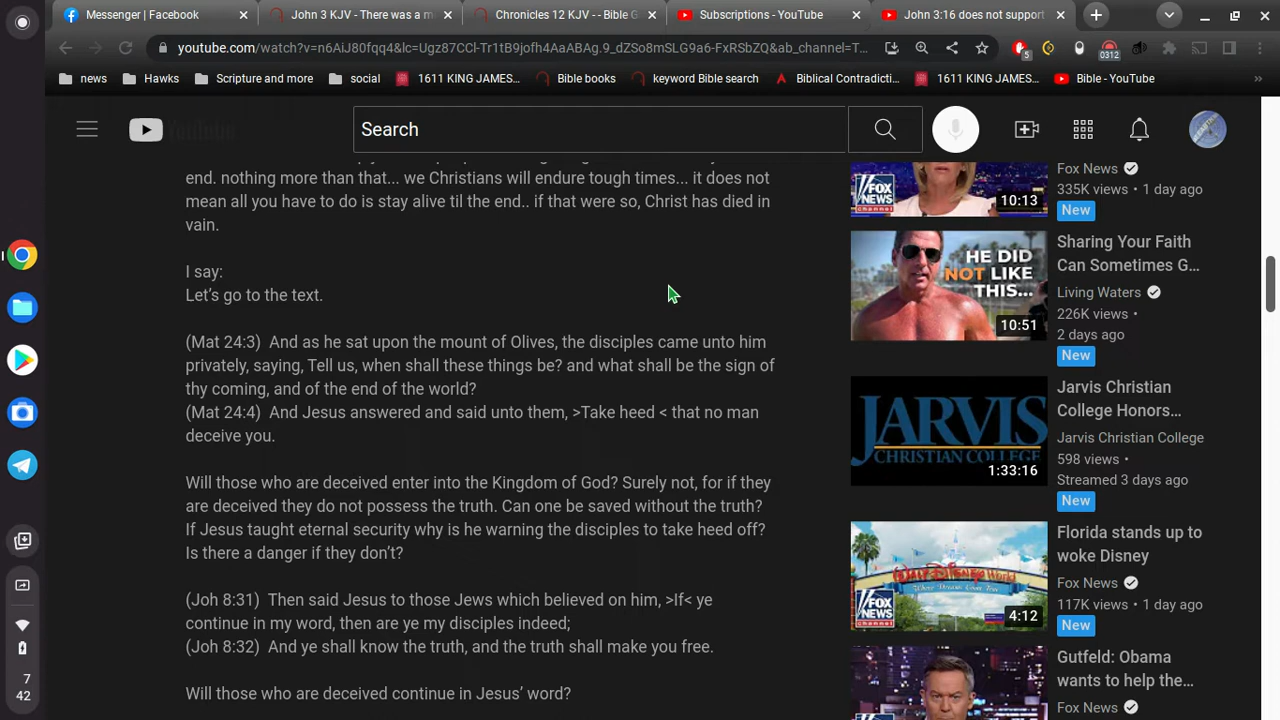 Messenger | Facebook
John 3 KJV - There was a m
Chronicles 12 KJV - - Bible G
Subscriptions - YouTube
John 3:16 does not support
youtube.com/watch?v=n6AiJ80fqq4&lc=Ugz87CCl-Tr1tB9jofh4AaABAg.9_dZSo8mSLG9a6-FxRSbZQ&ab_channel=T...
5
0312
news
Hawks
Scripture and more
social
1611 KING JAMES...
Bible books
keyword Bible search
Biblical Contradicti...
1611 KING JAMES...
Bible - YouTube
»
YouTube
Search
end. nothing more than that... we Christians will endure tough times... it does not
mean all you have to do is stay alive til the end.. if that were so, Christ has died in
vain.
I say:
Let's go to the text.
(Mat 24:3)  And as he sat upon the mount of Olives, the disciples came unto him
privately, saying, Tell us, when shall these things be? and what shall be the sign of
thy coming, and of the end of the world?
(Mat 24:4)  And Jesus answered and said unto them, >Take heed < that no man
deceive you.
Will those who are deceived enter into the Kingdom of God? Surely not, for if they
are deceived they do not possess the truth. Can one be saved without the truth?
If Jesus taught eternal security why is he warning the disciples to take heed off?
Is there a danger if they don't?
(Joh 8:31)  Then said Jesus to those Jews which believed on him, >If< ye
continue in my word, then are ye my disciples indeed;
(Joh 8:32)  And ye shall know the truth, and the truth shall make you free.
Will those who are deceived continue in Jesus' word?
FOX NEWS channel
10:13
Fox News
335K views • 1 day ago
New
HE DID
NOT LIKE
THIS...
10:51
Sharing Your Faith
Can Sometimes G...
Living Waters
226K views •
2 days ago
New
JARVIS
CHRISTIAN COLLEGE
1:33:16
Jarvis Christian
College Honors...
Jarvis Christian College
598 views •
Streamed 3 days ago
New
FOX NEWS channel
4:12
Florida stands up to
woke Disney
Fox News
117K views • 1 day ago
New
FOX NEWS
Gutfeld: Obama
wants to help the...
Fox News
7
42